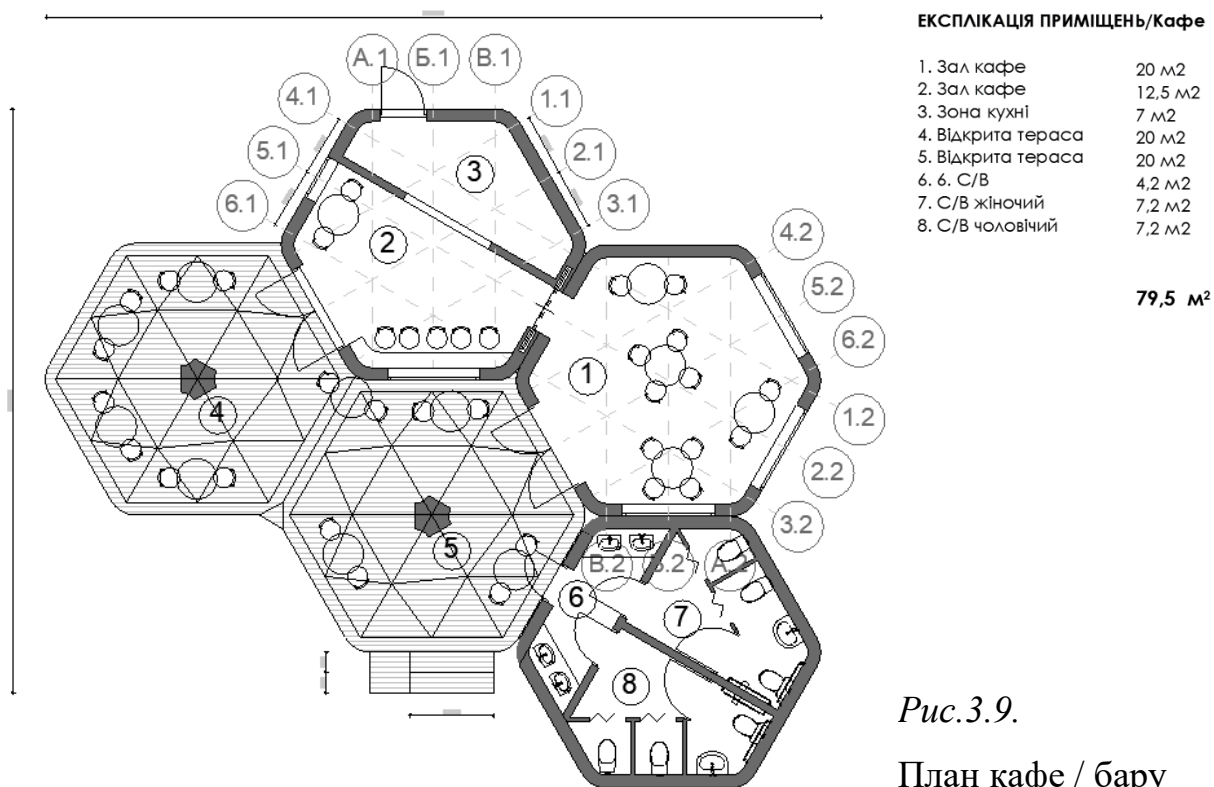 ЕКСПЛІКАЦІЯ ПРИМІЩЕНЬ/Кафе
1. Зал кафе 20 м2
2. Зал кафе 12,5 м2
3. Зона кухні 7 м2
4. Відкрита тераса 20 м2
5. Відкрита тераса 20 м2
6. 6. С/В 4,2 м2
7. С/В жіночий 7,2 м2
8. С/В чоловічий 7,2 м2
79,5 м²
А.1 Б.1 В.1
4.1 1.1
5.1 2.1
6.1 3.1
3
2
4.2
5.2
6.2
1
4
1.2
2.2
3.2
5
В.2 Б.2 А.2
6
7
8
Рис.3.9.
План кафе / бару